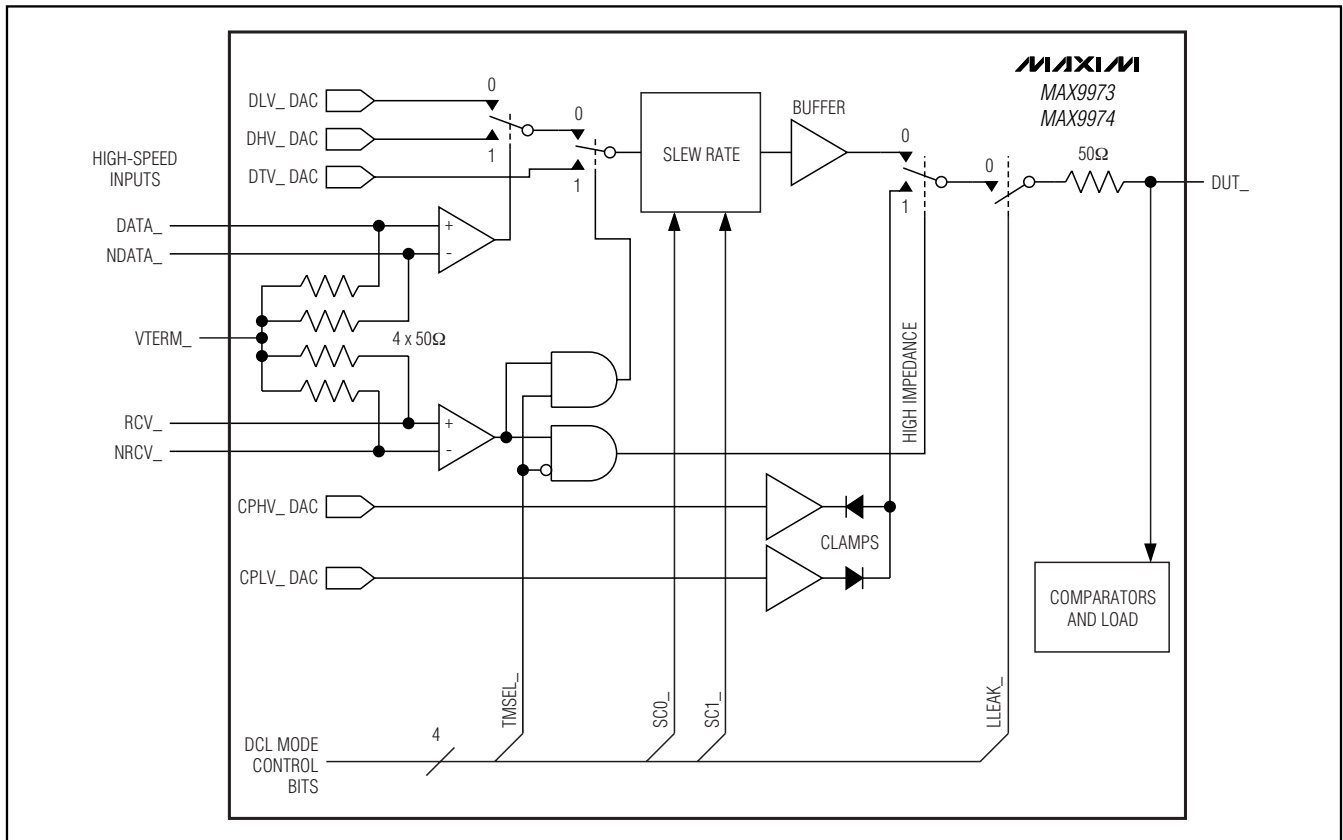 MAXIM
MAX9973
MAX9974
DLV_ DAC
DHV_ DAC
DTV_ DAC
0
1
0
1
SLEW RATE
BUFFER
0
1
0
50Ω
DUT_
HIGH-SPEED
INPUTS
DATA_
NDATA_
+
-
VTERM_
4 x 50Ω
RCV_
NRCV_
+
-
HIGH IMPEDANCE
CPHV_ DAC
CPLV_ DAC
CLAMPS
COMPARATORS
AND LOAD
TMSEL_
SC0_
SC1_
LLEAK_
DCL MODE
CONTROL
BITS
4